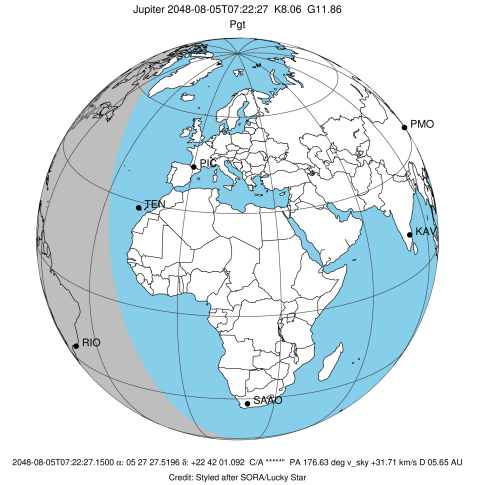 Jupiter 2048-08-05T07:22:27 K8.06 G11.86
Pgt
PMO
PIC
TEN
KAV
RIO
SAAO
2048-08-05T07:22:27.1500 α: 05 27 27.5196 δ: +22 42 01.092 C/A *****" PA 176.63 deg v_sky +31.71 km/s D 05.65 AU
Credit: Styled after SORA/Lucky Star